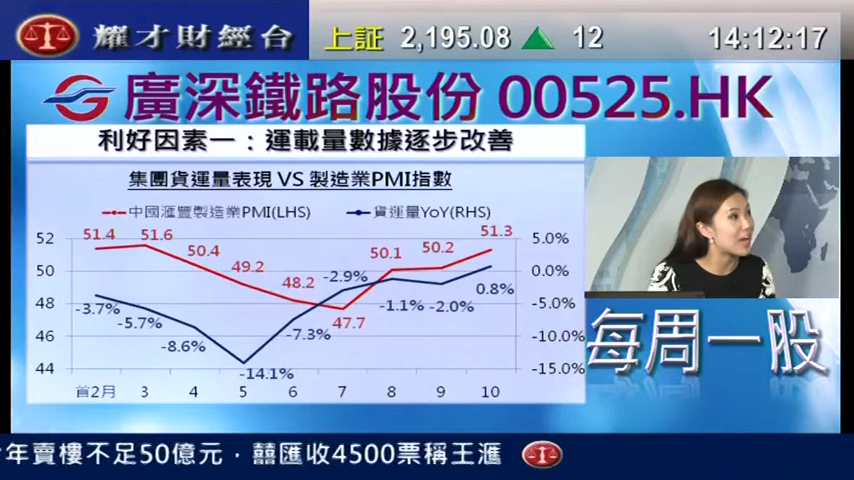 耀才財經台
上証 2,195.08 12
14:12:17
廣深鐵路股份 00525.HK
利好因素一：運載量數據逐步改善
集團貨運量表現 VS 製造業PMI指數
中國滙豐製造業PMI(LHS) 貨運量YoY(RHS)
52 50 48 46 44
51.4 51.6 50.4 49.2 48.2 47.7 50.1 50.2 51.3
-3.7% -5.7% -8.6% -14.1% -7.3% -2.9% -1.1% -2.0% 0.8%
5.0% 0.0% -5.0% -10.0% -15.0%
首2月 3 4 5 6 7 8 9 10
每周一股
年賣樓不足50億元．囍匯收4500票稱王滙